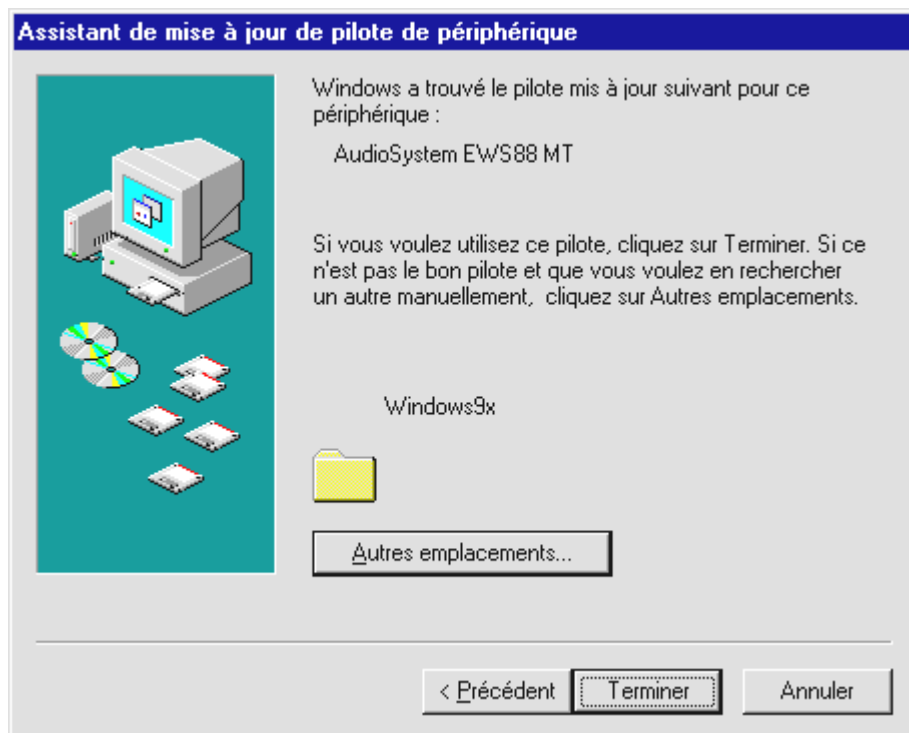 Assistant de mise à jour de pilote de périphérique
Windows a trouvé le pilote mis à jour suivant pour ce
périphérique :
AudioSystem EWS88 MT
Si vous voulez utilisez ce pilote, cliquez sur Terminer. Si ce
n'est pas le bon pilote et que vous voulez en rechercher
un autre manuellement, cliquez sur Autres emplacements.
Windows9x
Autres emplacements...
< Précédent
Terminer
Annuler